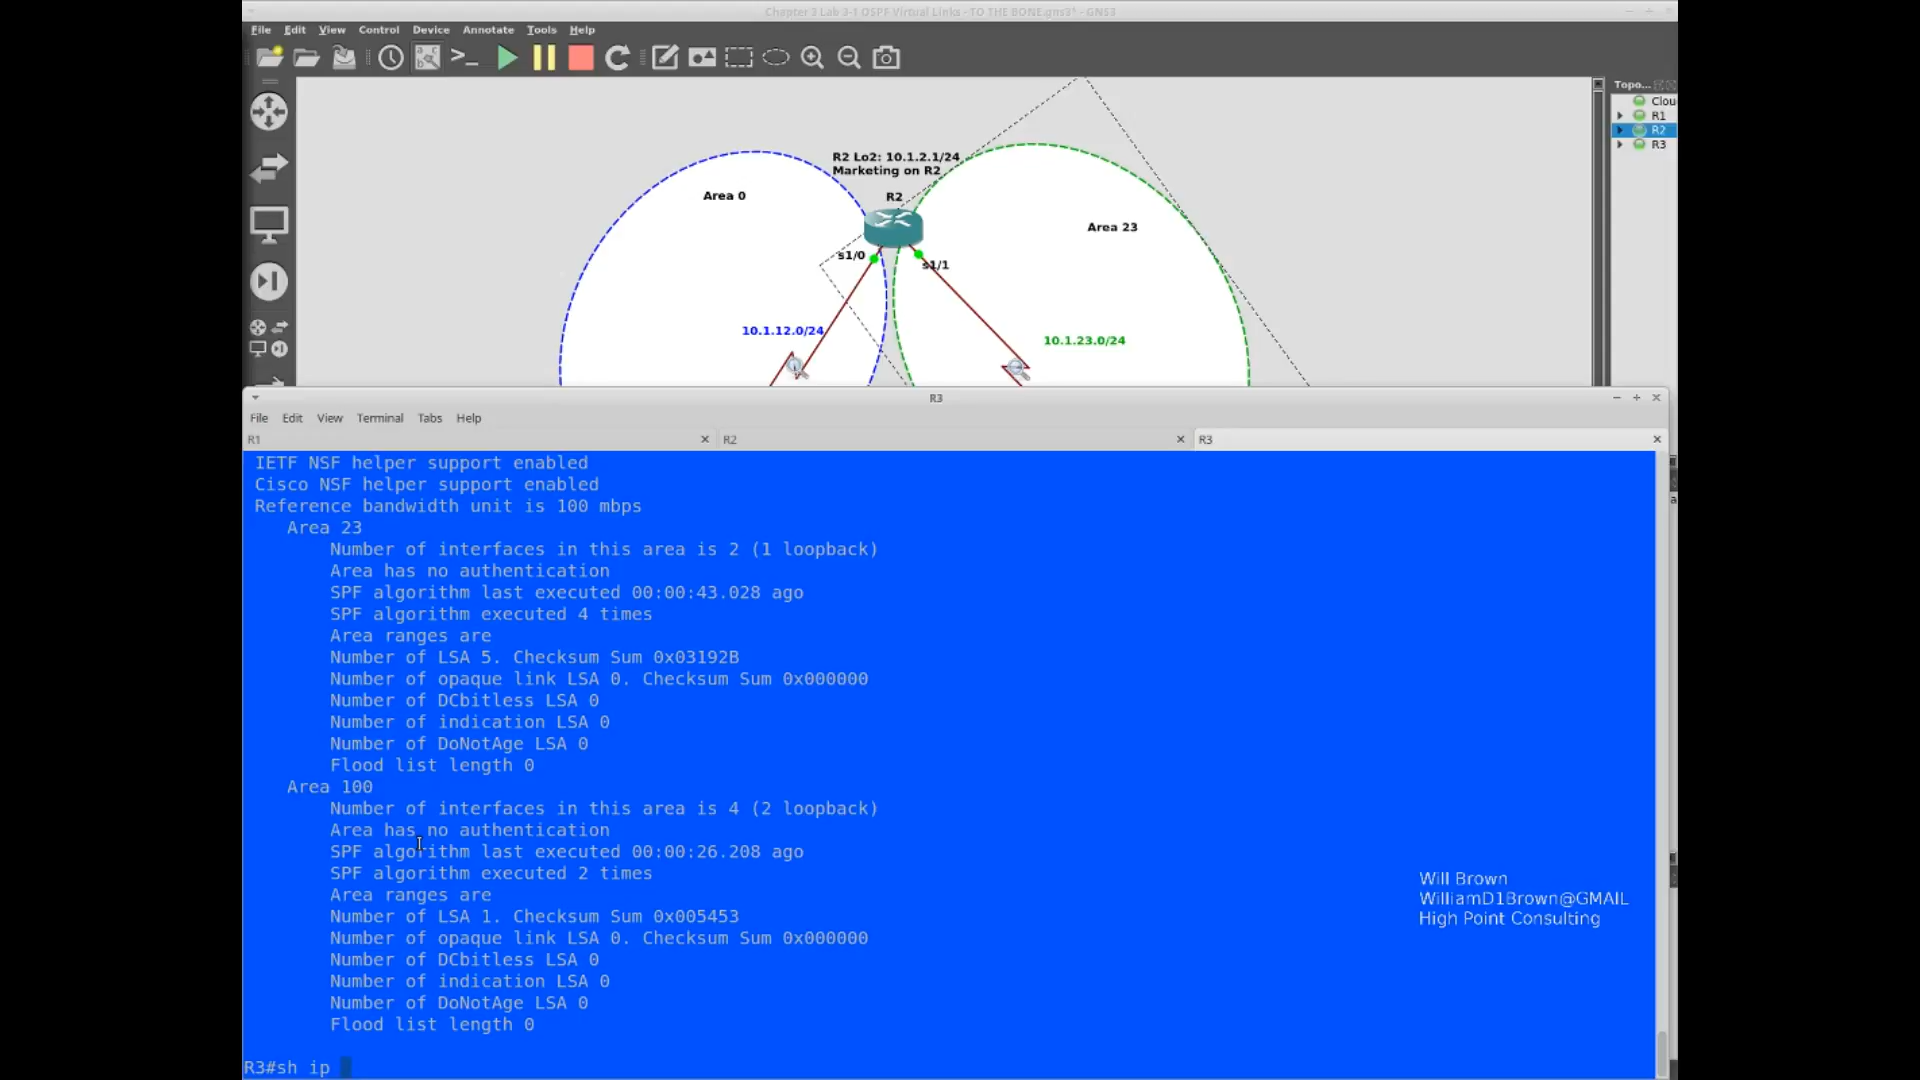 Chapter 3 Lab 3-1 OSPF Virtual Links - TO THE BONE.gns3* - GNS3
File Edit View Control Device Annotate Tools Help
Topo...
Clou
R1
R2
R3
R2 Lo2: 10.1.2.1/24
Marketing on R2
Area 0
R2
Area 23
s1/0
s1/1
10.1.12.0/24
10.1.23.0/24
R3
File Edit View Terminal Tabs Help
R1 R2 R3
IETF NSF helper support enabled
Cisco NSF helper support enabled
Reference bandwidth unit is 100 mbps
Area 23
Number of interfaces in this area is 2 (1 loopback)
Area has no authentication
SPF algorithm last executed 00:00:43.028 ago
SPF algorithm executed 4 times
Area ranges are
Number of LSA 5. Checksum Sum 0x03192B
Number of opaque link LSA 0. Checksum Sum 0x000000
Number of DCbitless LSA 0
Number of indication LSA 0
Number of DoNotAge LSA 0
Flood list length 0
Area 100
Number of interfaces in this area is 4 (2 loopback)
Area has no authentication
SPF algorithm last executed 00:00:26.208 ago
SPF algorithm executed 2 times
Area ranges are
Number of LSA 1. Checksum Sum 0x005453
Number of opaque link LSA 0. Checksum Sum 0x000000
Number of DCbitless LSA 0
Number of indication LSA 0
Number of DoNotAge LSA 0
Flood list length 0
R3#sh ip
Will Brown
WilliamD1Brown@GMAIL
High Point Consulting